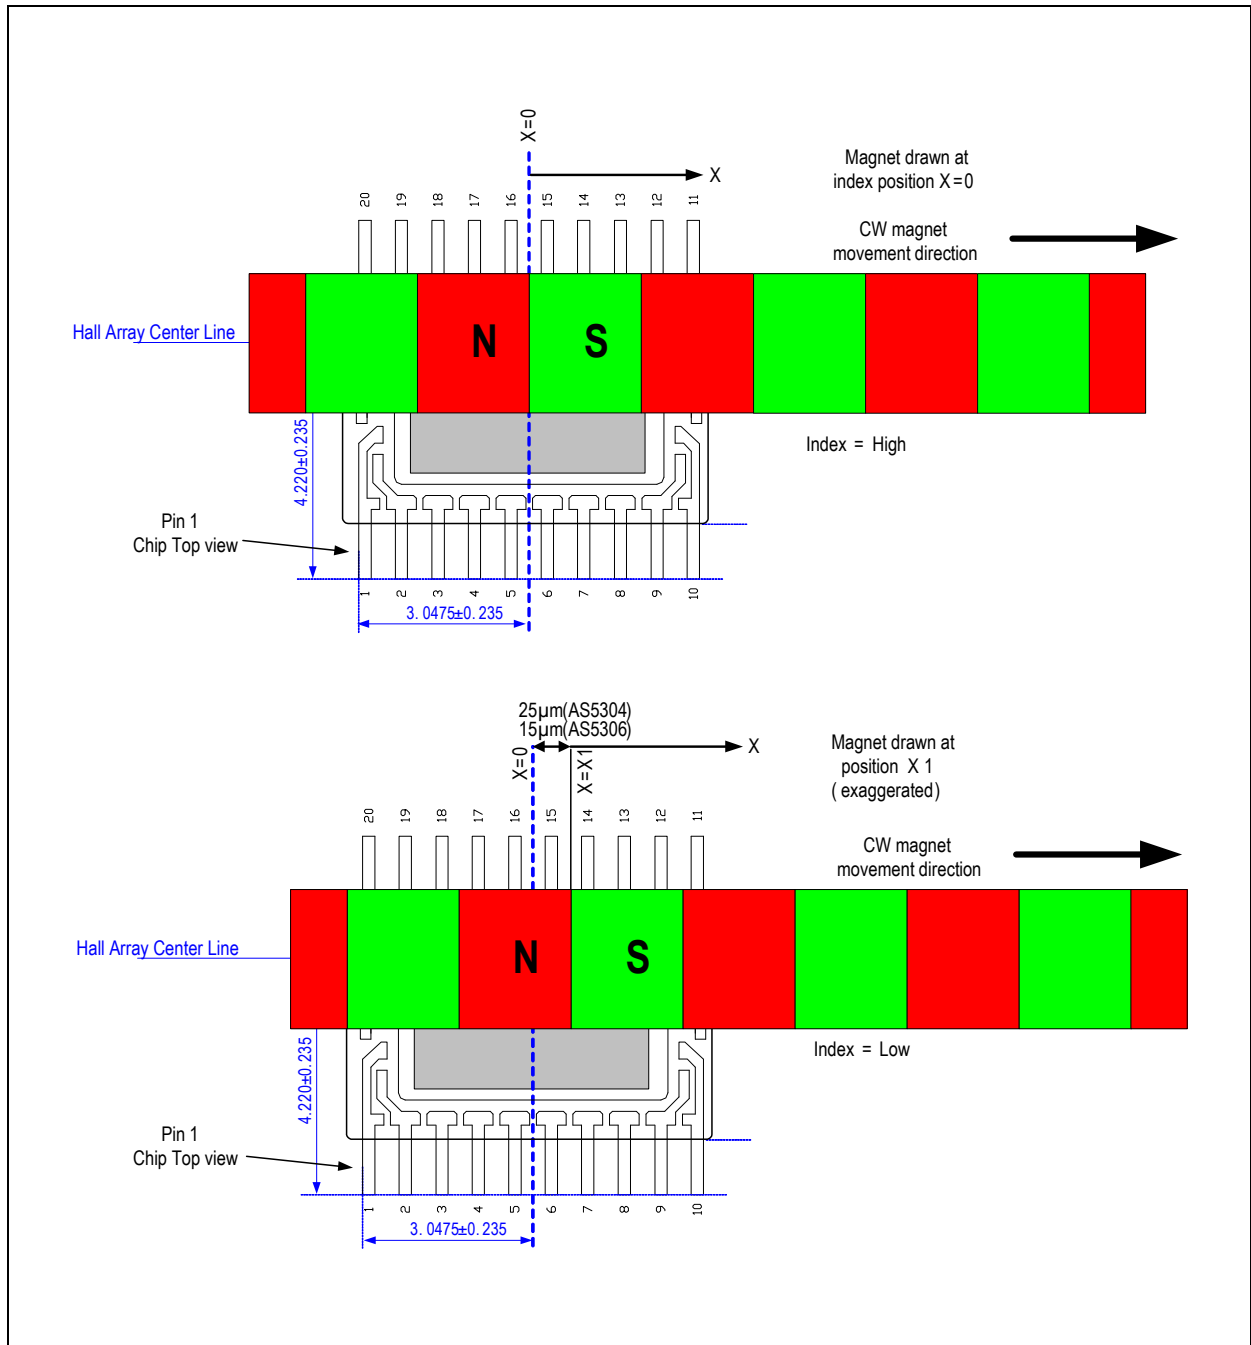 X=0
X
Magnet drawn at
index position X=0
20 19 18 17 16 15 14 13 12 11
CW magnet
movement direction
Hall Array Center Line
N S
4.220±0.235
Index = High
Pin 1
Chip Top view
1 2 3 4 5 6 7 8 9 10
3.0475±0.235
25µm(AS5304)
15µm(AS5306)
X=0
X=X1
X
Magnet drawn at
position X1
(exaggerated)
20 19 18 17 16 15 14 13 12 11
CW magnet
movement direction
Hall Array Center Line
N S
4.220±0.235
Index = Low
Pin 1
Chip Top view
1 2 3 4 5 6 7 8 9 10
3.0475±0.235